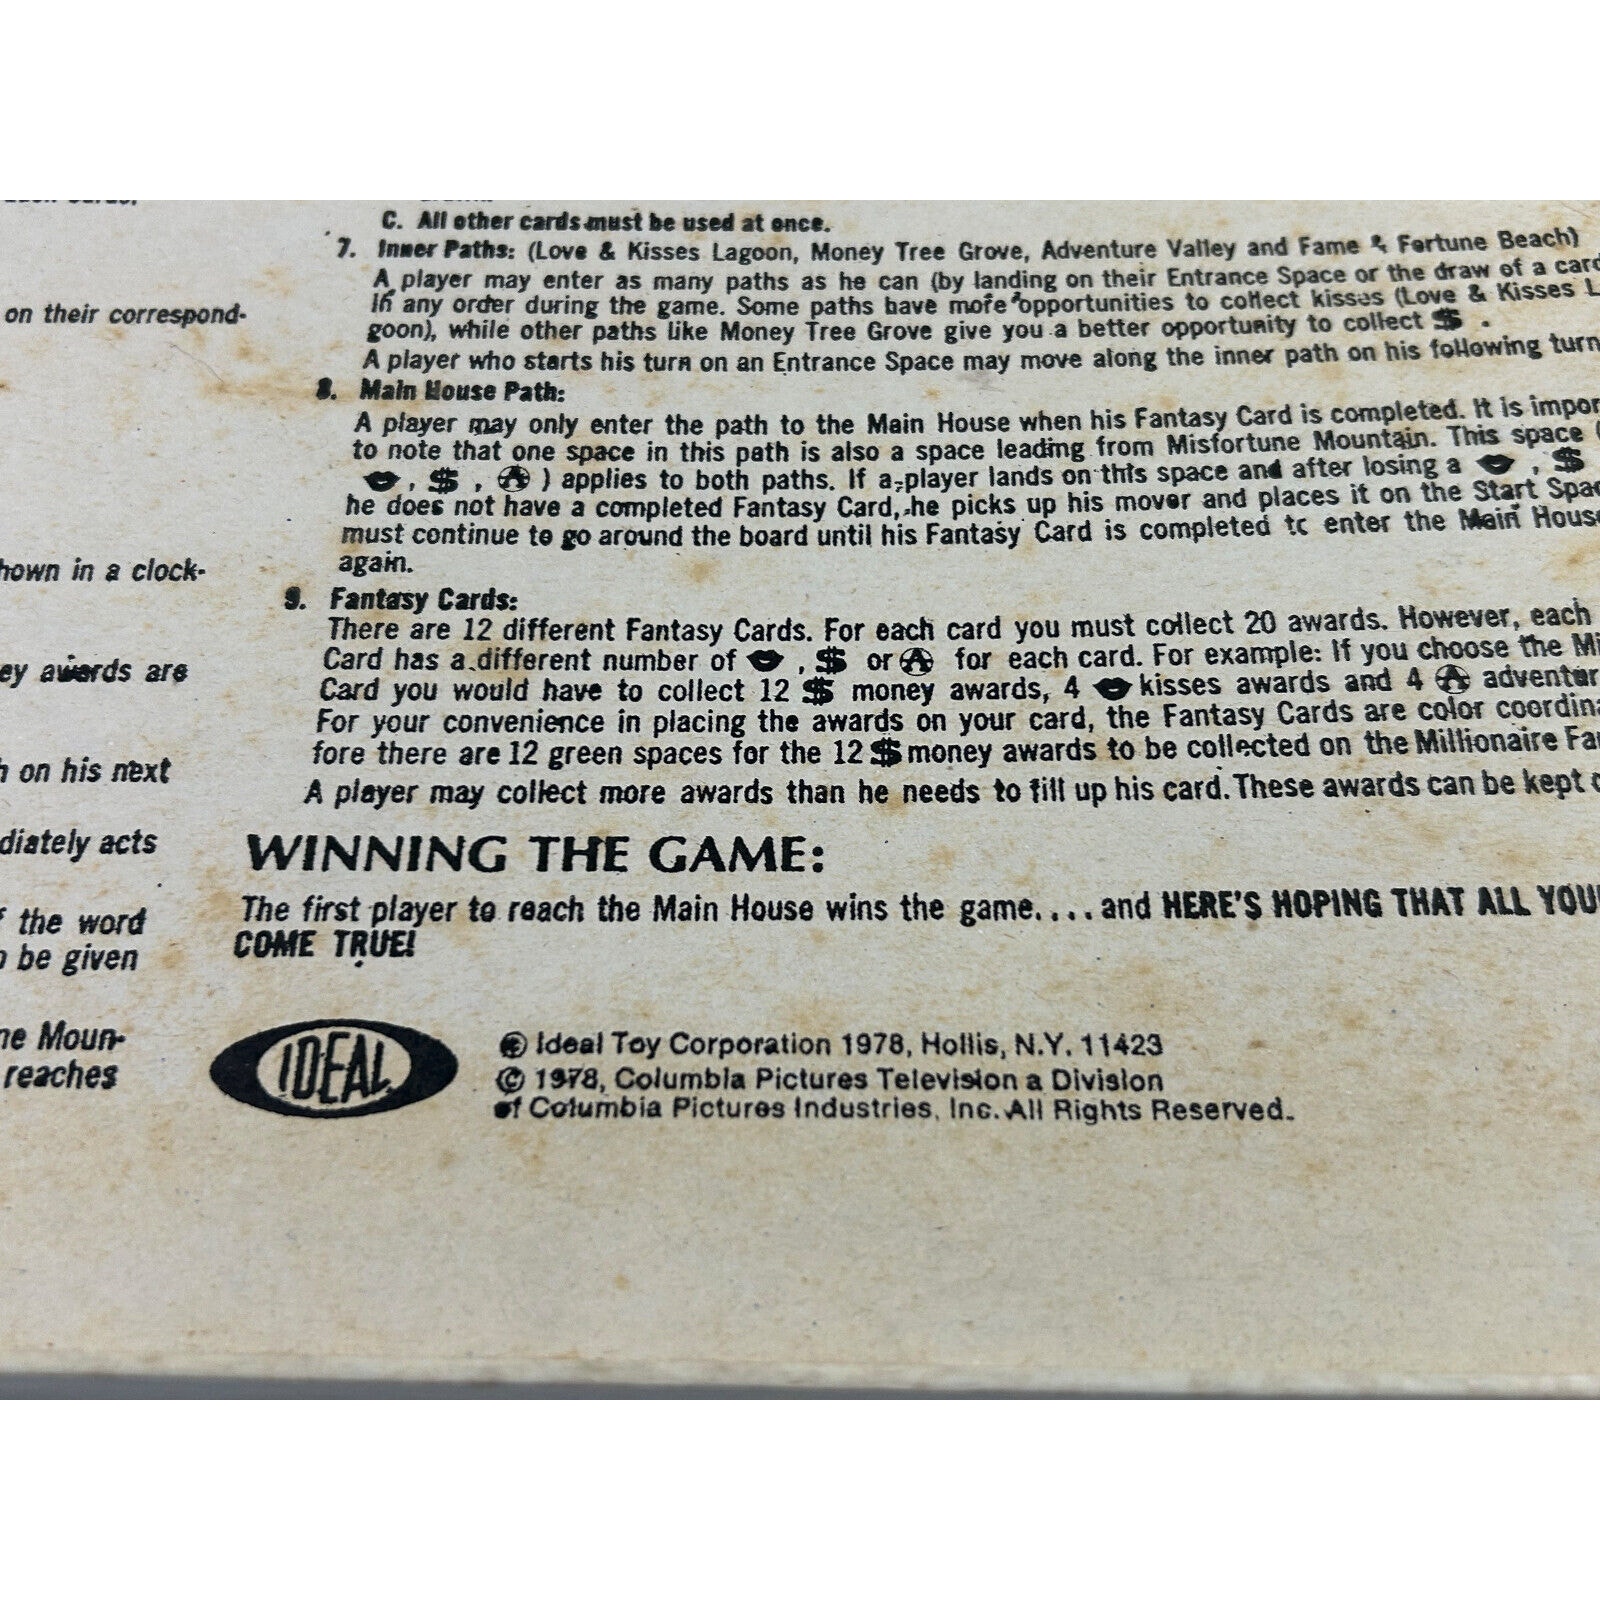 on their correspond-
hown in a clock-
ey awards are
on his next
diately acts
the word
be given
ne Moun-
reaches
C. All other cards must be used at once.
7. Inner Paths: (Love & Kisses Lagoon, Money Tree Grove, Adventure Valley and Fame & Fortune Beach)
A player may enter as many paths as he can (by landing on their Entrance Space or the draw of a card
in any order during the game. Some paths have more opportunities to collect kisses (Love & Kisses L
goon), while other paths like Money Tree Grove give you a better opportunity to collect $ .
A player who starts his turn on an Entrance Space may move along the inner path on his following turn
8. Main House Path:
A player may only enter the path to the Main House when his Fantasy Card is completed. It is impor
to note that one space in this path is also a space leading from Misfortune Mountain. This space (
💋, $ , Ⓐ ) applies to both paths. If a player lands on this space and after losing a 💋 , $
he does not have a completed Fantasy Card, he picks up his mover and places it on the Start Spa
must continue to go around the board until his Fantasy Card is completed to enter the Main House
again.
9. Fantasy Cards:
There are 12 different Fantasy Cards. For each card you must collect 20 awards. However, each
Card has a different number of 💋 , $ or Ⓐ for each card. For example: If you choose the Mi
Card you would have to collect 12 $ money awards, 4 💋 kisses awards and 4 Ⓐ adventur
For your convenience in placing the awards on your card, the Fantasy Cards are color coordina
fore there are 12 green spaces for the 12 $ money awards to be collected on the Millionaire Fa
A player may collect more awards than he needs to fill up his card. These awards can be kept
WINNING THE GAME:
The first player to reach the Main House wins the game.... and HERE'S HOPING THAT ALL YOU
COME TRUE!
IDEAL
© Ideal Toy Corporation 1978, Hollis, N.Y. 11423
© 1978, Columbia Pictures Television a Division
of Columbia Pictures Industries, Inc. All Rights Reserved.